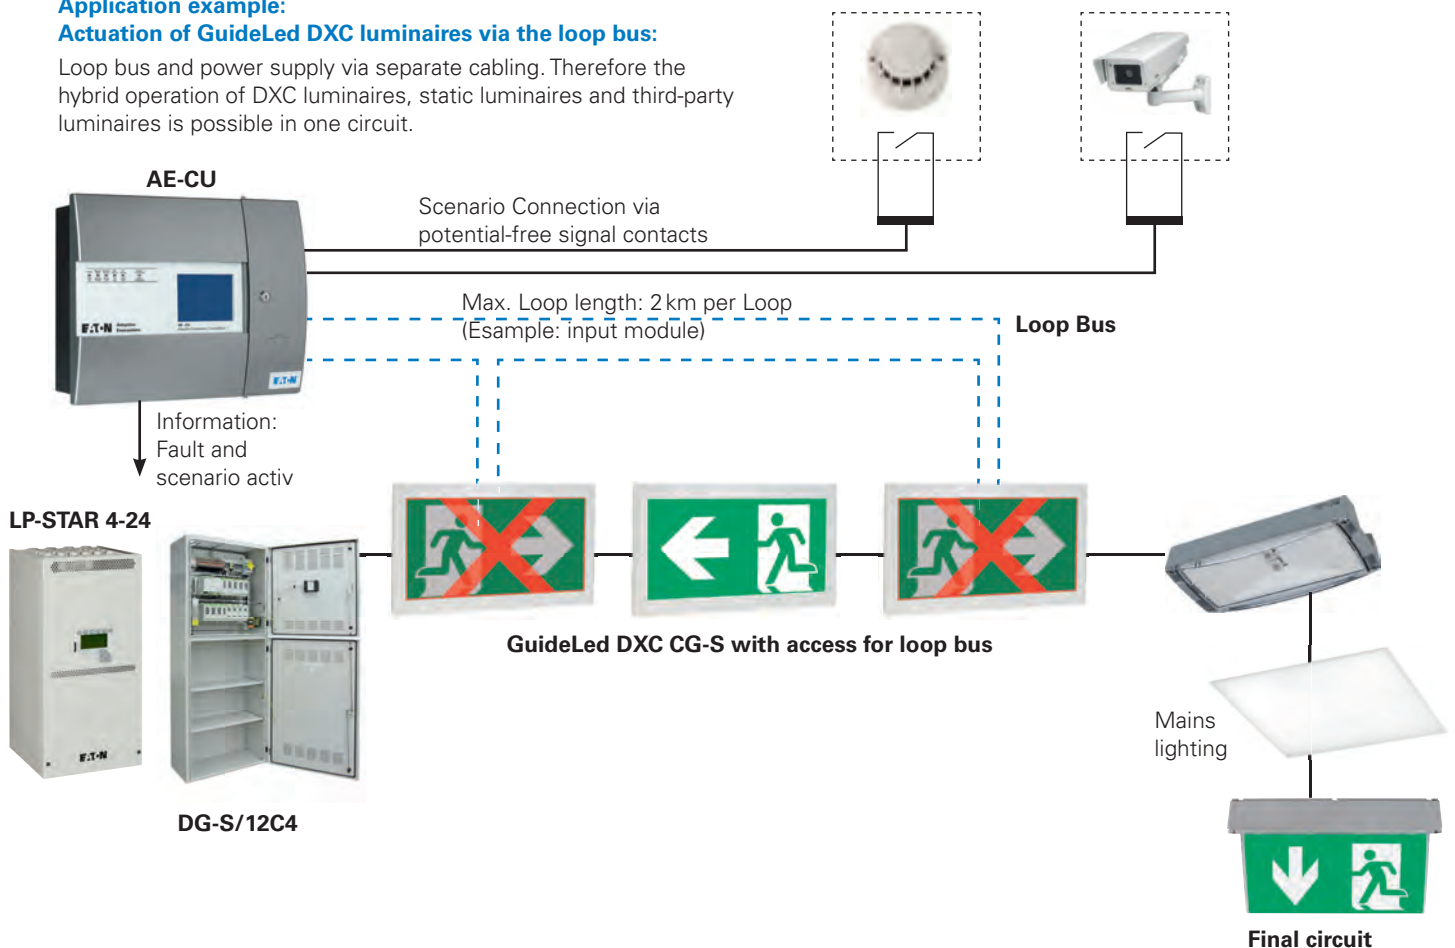 Application example:
Actuation of GuideLed DXC luminaires via the loop bus:
Loop bus and power supply via separate cabling. Therefore the
hybrid operation of DXC luminaires, static luminaires and third-party
luminaires is possible in one circuit.
AE-CU
Scenario Connection via
potential-free signal contacts
Max. Loop length: 2 km per Loop
(Esample: input module)
Loop Bus
EATON
EATON
Information:
Fault and
scenario activ
LP-STAR 4-24
EATON
DG-S/12C4
GuideLed DXC CG-S with access for loop bus
Mains
lighting
Final circuit